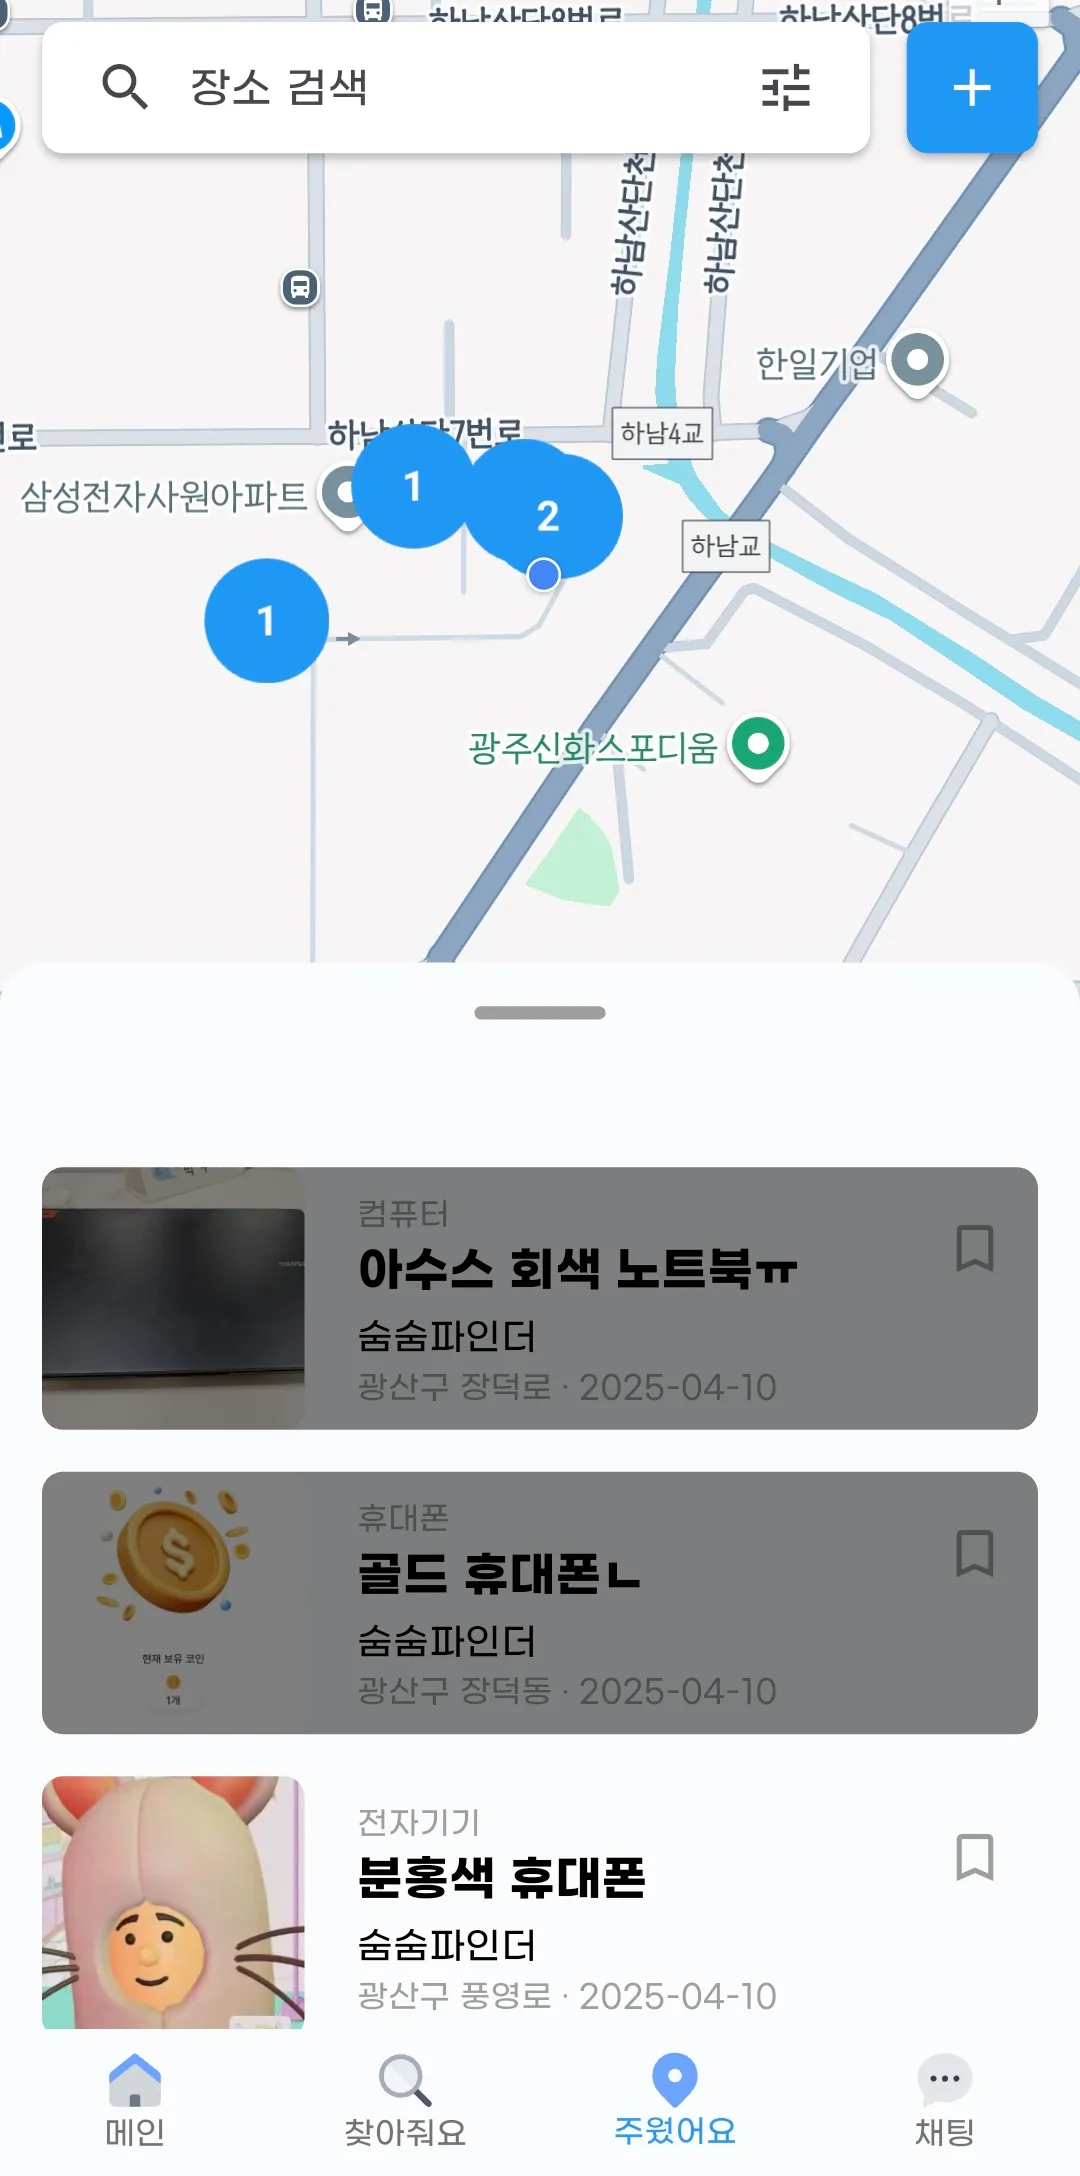 하남산단8번로
하남산단8번로
장소 검색
하남산단천
하남산단천
한일기업
번로
하남산단7번로
하남4교
삼성전자사원아파트
1
2
하남교
1
광주신화스포디움
컴퓨터
아수스 회색 노트북ㅠ
숨숨파인더
광산구 장덕로 · 2025-04-10
휴대폰
골드 휴대폰ㄴ
숨숨파인더
광산구 장덕동 · 2025-04-10
현재 보유 코인
1개
전자기기
분홍색 휴대폰
숨숨파인더
광산구 풍영로 · 2025-04-10
메인
찾아줘요
주웠어요
채팅